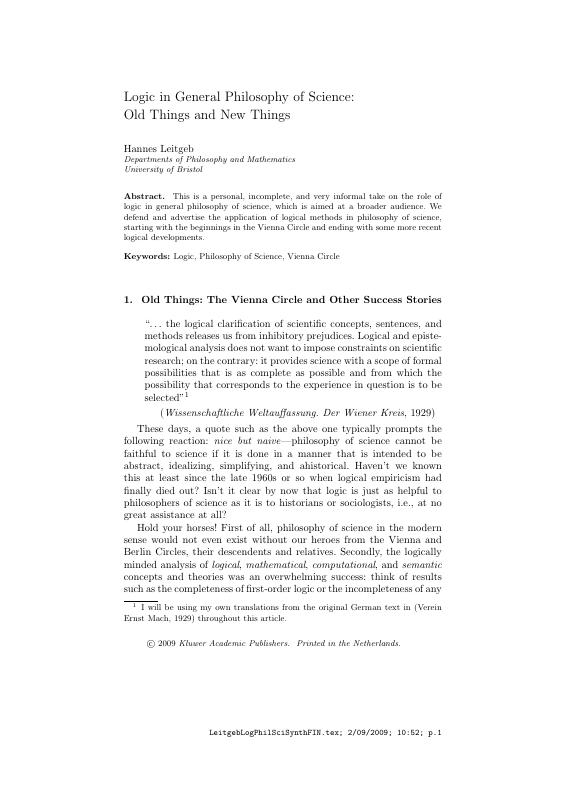 Logic in General Philosophy of Science:
Old Things and New Things
Hannes Leitgeb
Departments of Philosophy and Mathematics
University of Bristol
Abstract. This is a personal, incomplete, and very informal take on the role of
logic in general philosophy of science, which is aimed at a broader audience. We
defend and advertise the application of logical methods in philosophy of science,
starting with the beginnings in the Vienna Circle and ending with some more recent
logical developments.
Keywords: Logic, Philosophy of Science, Vienna Circle
1. Old Things: The Vienna Circle and Other Success Stories
“. . . the logical clarification of scientific concepts, sentences, and
methods releases us from inhibitory prejudices. Logical and episte-
mological analysis does not want to impose constraints on scientific
research; on the contrary: it provides science with a scope of formal
possibilities that is as complete as possible and from which the
possibility that corresponds to the experience in question is to be
selected”1
(Wissenschaftliche Weltauffassung. Der Wiener Kreis, 1929)
These days, a quote such as the above one typically prompts the
following reaction: nice but naive—philosophy of science cannot be
faithful to science if it is done in a manner that is intended to be
abstract, idealizing, simplifying, and ahistorical. Haven’t we known
this at least since the late 1960s or so when logical empiricism had
finally died out? Isn’t it clear by now that logic is just as helpful to
philosophers of science as it is to historians or sociologists, i.e., at no
great assistance at all?
Hold your horses! First of all, philosophy of science in the modern
sense would not even exist without our heroes from the Vienna and
Berlin Circles, their descendents and relatives. Secondly, the logically
minded analysis of logical, mathematical, computational, and semantic
concepts and theories was an overwhelming success: think of results
such as the completeness of first-order logic or the incompleteness of any
1 I will be using my own translations from the original German text in (Verein
Ernst Mach, 1929) throughout this article.
© 2009 Kluwer Academic Publishers. Printed in the Netherlands.
LeitgebLogPhilSciSynthFIN.tex; 2/09/2009; 10:52; p.1